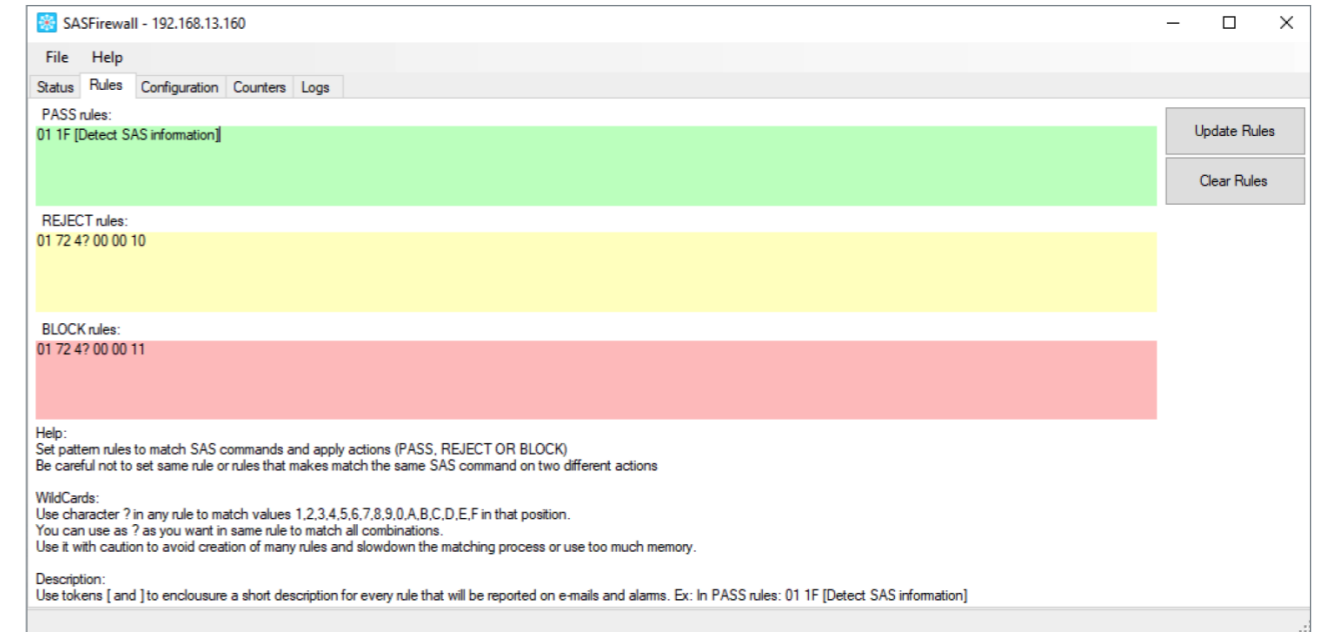 SASFirewall - 192.168.13.160
File Help
Status Rules Configuration Counters Logs
PASS rules:
01 1F [Detect SAS information]
Update Rules
Clear Rules
REJECT rules:
01 72 4? 00 00 10
BLOCK rules:
01 72 4? 00 00 11
Help:
Set pattern rules to match SAS commands and apply actions (PASS, REJECT OR BLOCK)
Be careful not to set same rule or rules that makes match the same SAS command on two different actions
WildCards:
Use character ? in any rule to match values 1,2,3,4,5,6,7,8,9,0,A,B,C,D,E,F in that position.
You can use as ? as you want in same rule to match all combinations.
Use it with caution to avoid creation of many rules and slowdown the matching process or use too much memory.
Description:
Use tokens [ and ] to enclousure a short description for every rule that will be reported on e-mails and alarms. Ex: In PASS rules: 01 1F [Detect SAS information]